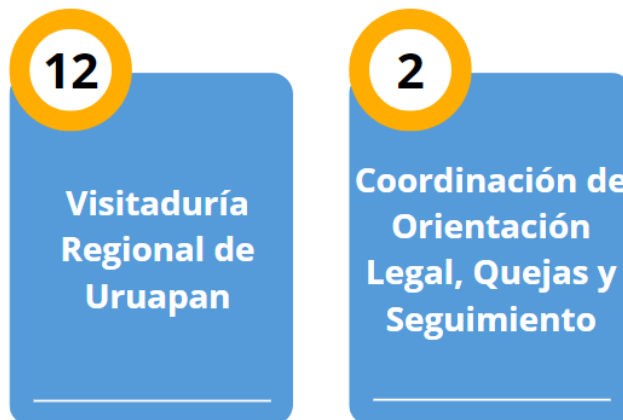 12
Visitaduría
Regional de
Uruapan
2
Coordinación de
Orientación
Legal, Quejas y
Seguimiento